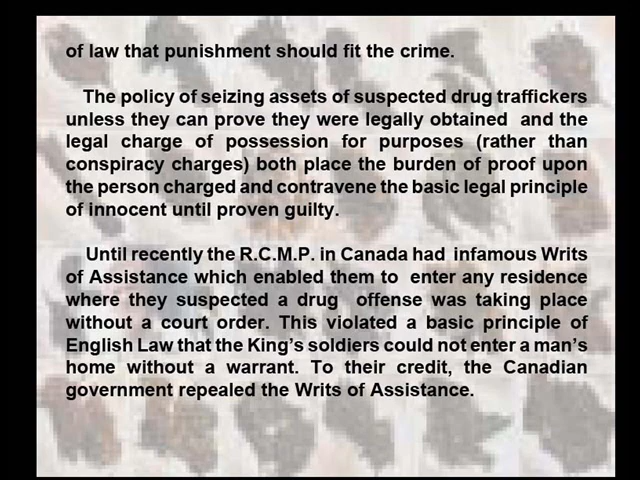 of law that punishment should fit the crime.
The policy of seizing assets of suspected drug traffickers
unless they can prove they were legally obtained and the
legal charge of possession for purposes (rather than
conspiracy charges) both place the burden of proof upon
the person charged and contravene the basic legal principle
of innocent until proven guilty.
Until recently the R.C.M.P. in Canada had infamous Writs
of Assistance which enabled them to enter any residence
where they suspected a drug offense was taking place
without a court order. This violated a basic principle of
English Law that the King's soldiers could not enter a man's
home without a warrant. To their credit, the Canadian
government repealed the Writs of Assistance.